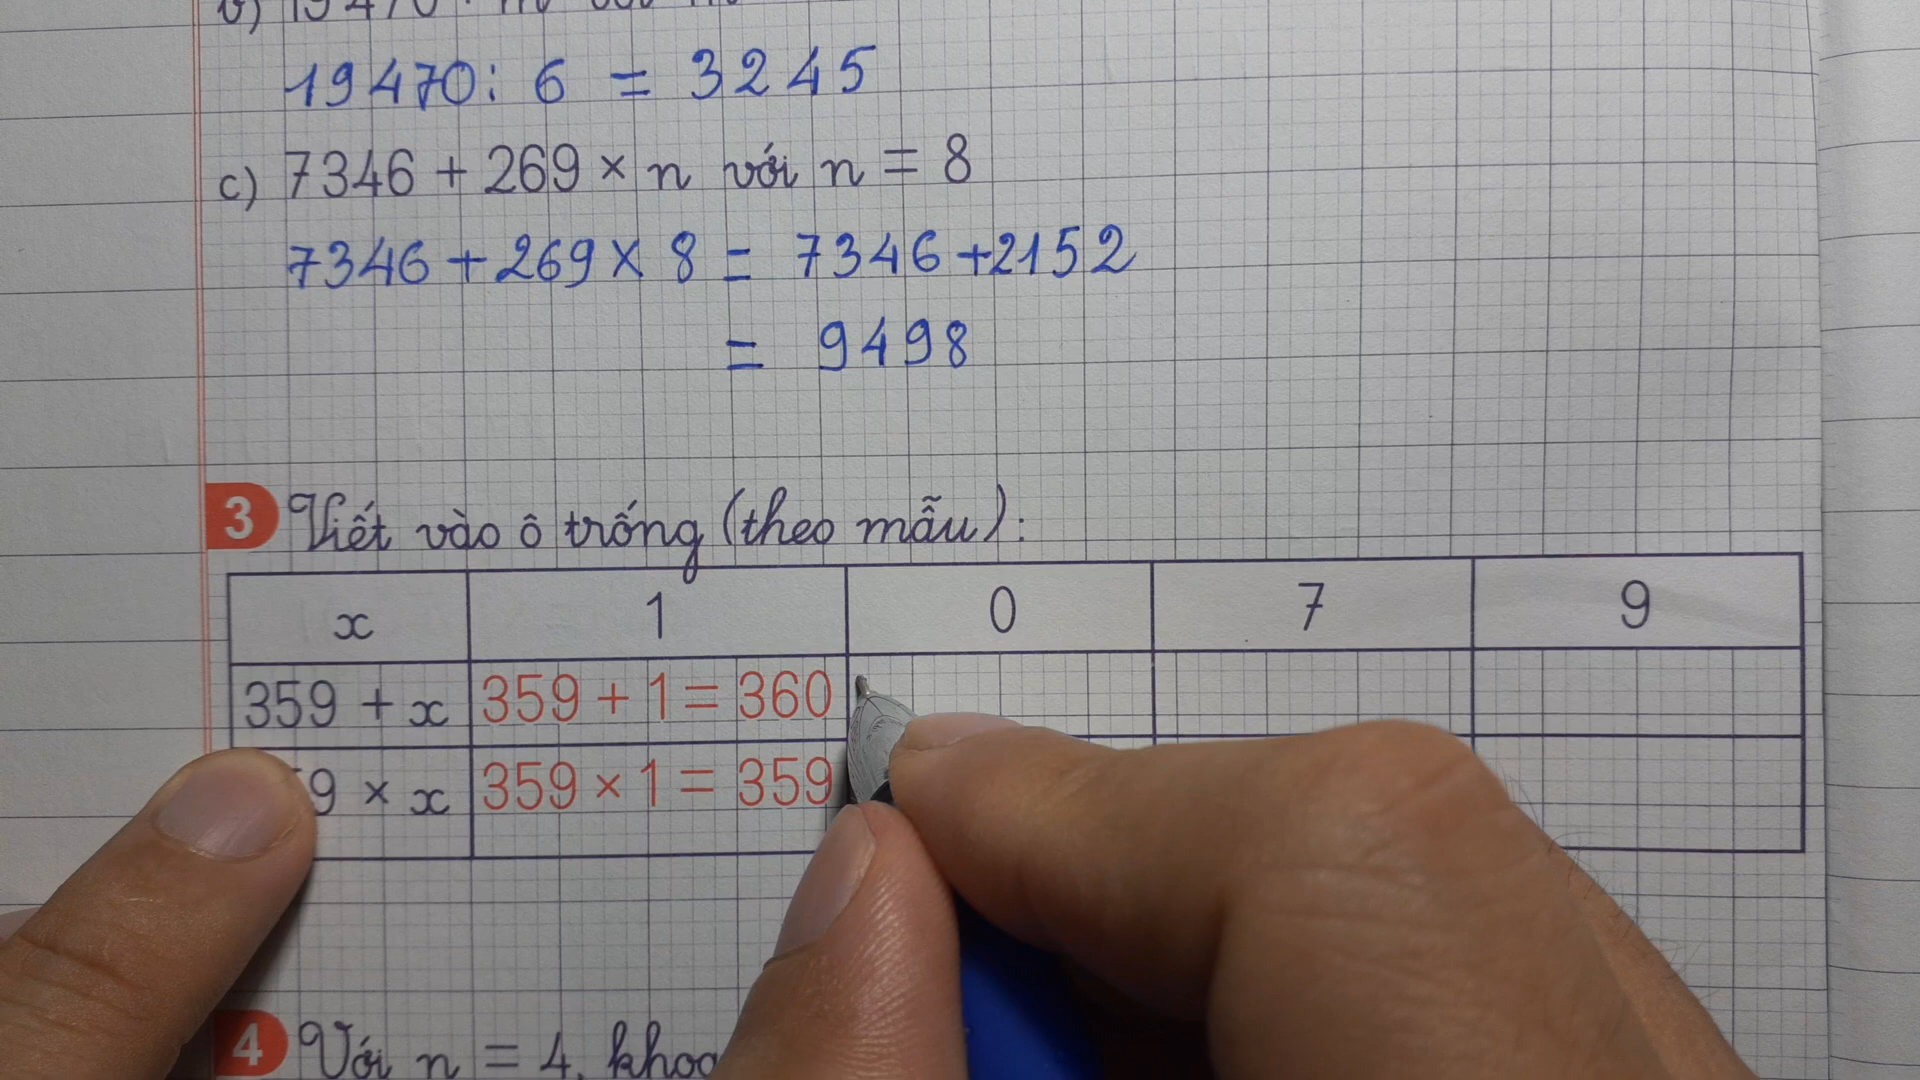 19470 : 6 = 3245
c) 7346 + 269 × n với n = 8
7346 + 269 × 8 = 7346 + 2152
= 9498
3 Viết vào ô trống (theo mẫu):
x 1 0 7 9
359 + x 359 + 1 = 360
9 × x 359 × 1 = 359
4 Với n = 4,